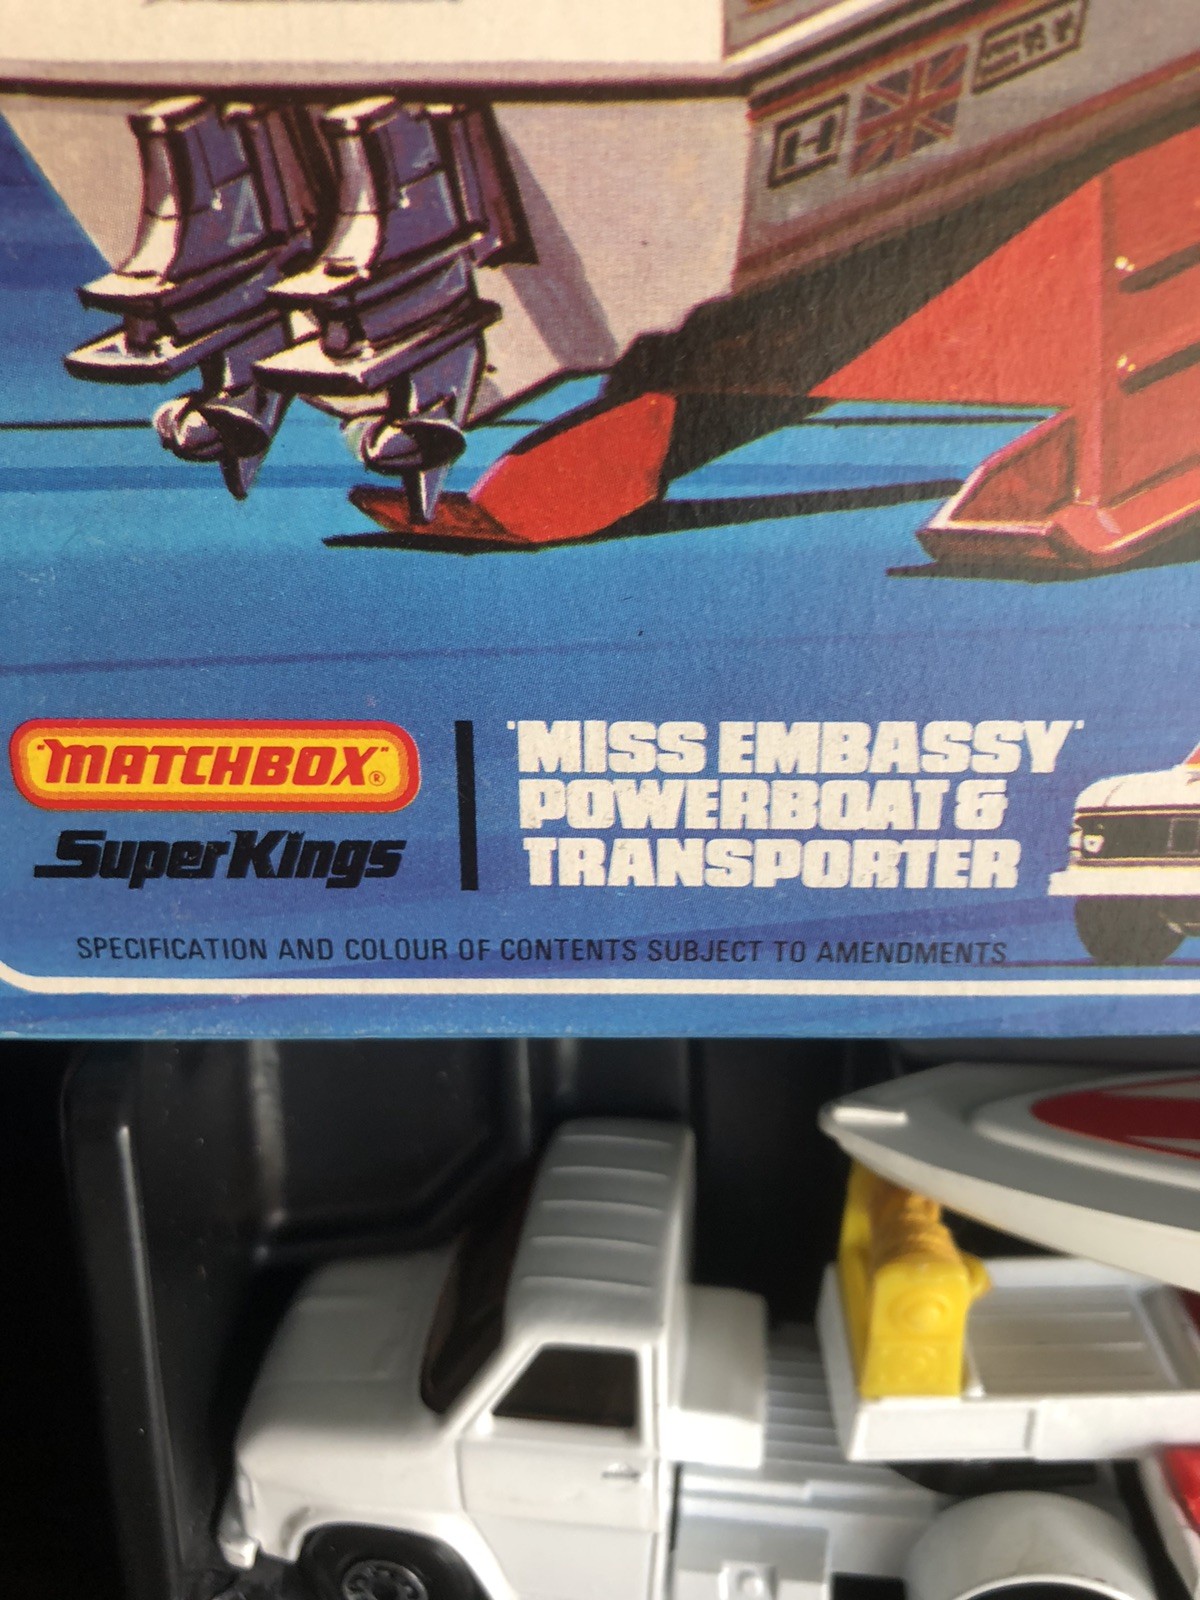 H
"MATCHBOX"®
SuperKings
'MISS EMBASSY'
POWERBOAT &
TRANSPORTER
SPECIFICATION AND COLOUR OF CONTENTS SUBJECT TO AMENDMENTS